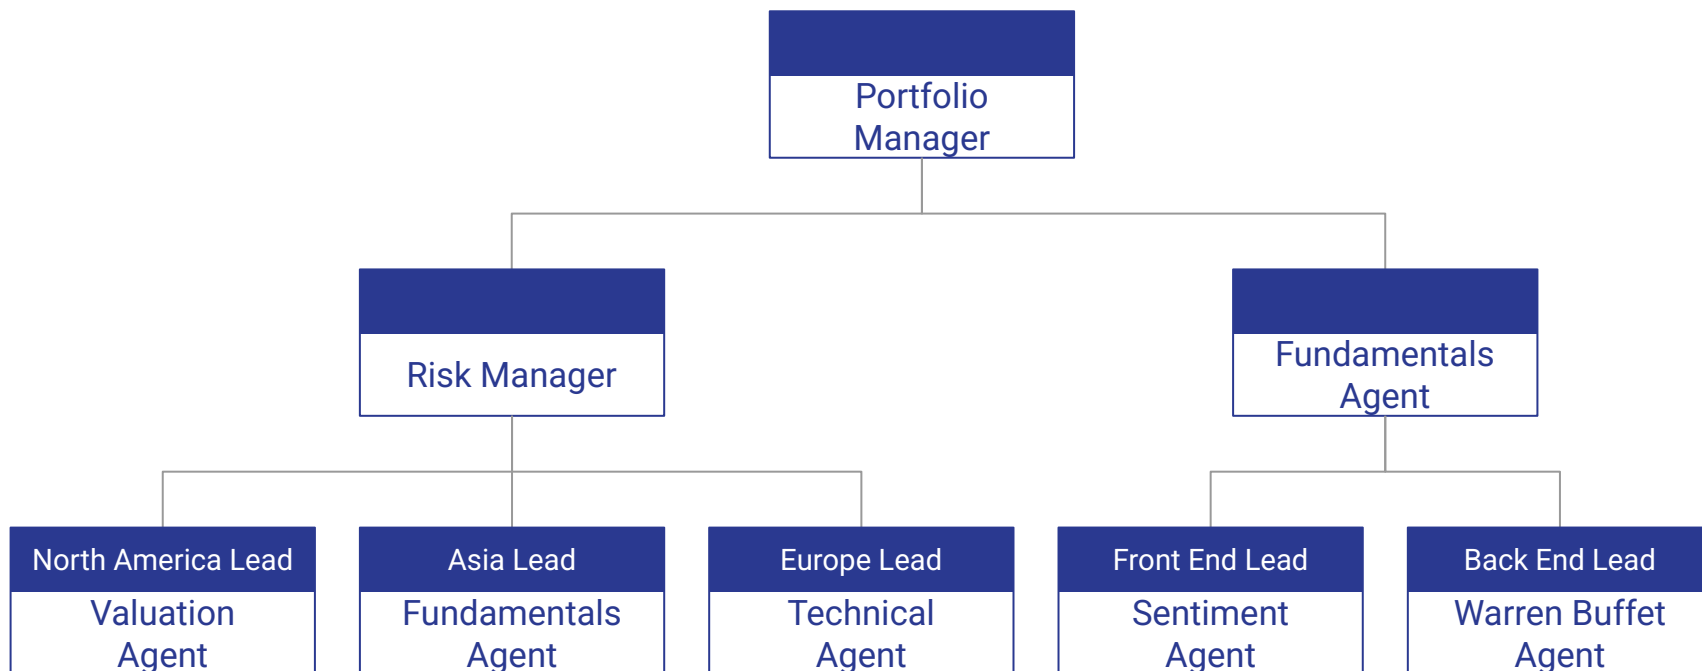 Portfolio
Manager
Risk Manager
Fundamentals
Agent
North America Lead
Valuation
Agent
Asia Lead
Fundamentals
Agent
Europe Lead
Technical
Agent
Front End Lead
Sentiment
Agent
Back End Lead
Warren Buffet
Agent